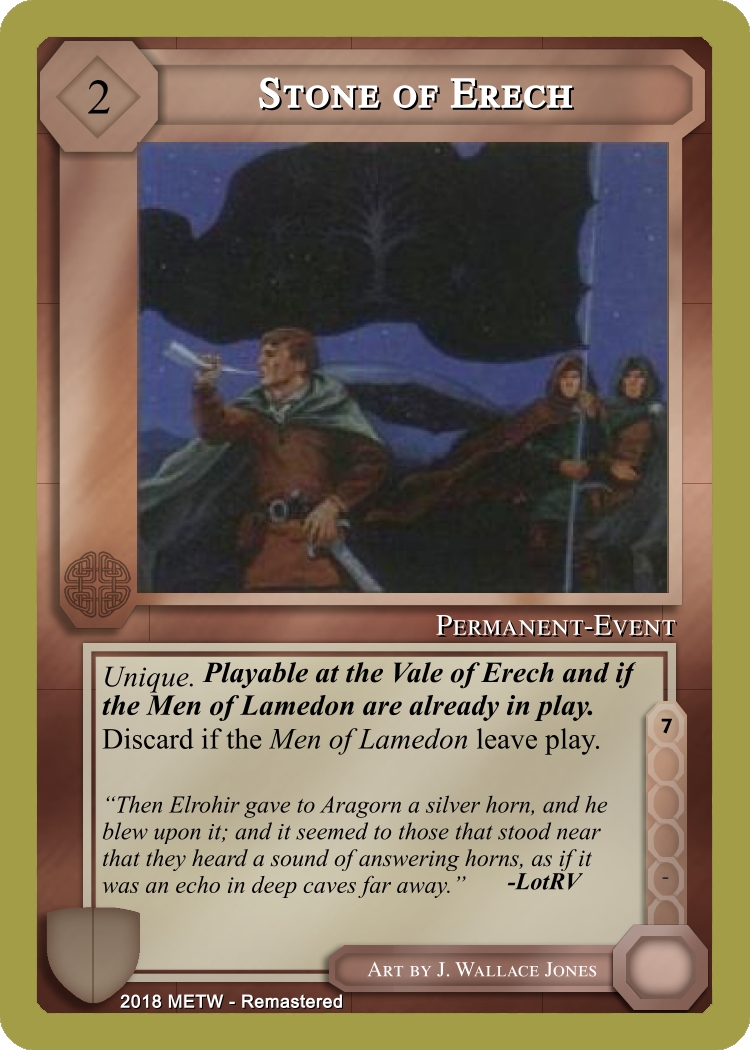 2
Stone of Erech
Permanent-Event
Unique. Playable at the Vale of Erech and if
the Men of Lamedon are already in play.
Discard if the Men of Lamedon leave play.
7
“Then Elrohir gave to Aragorn a silver horn, and he
blew upon it; and it seemed to those that stood near
that they heard a sound of answering horns, as if it
was an echo in deep caves far away.” -LotRV
-
Art by J. Wallace Jones
2018 METW - Remastered